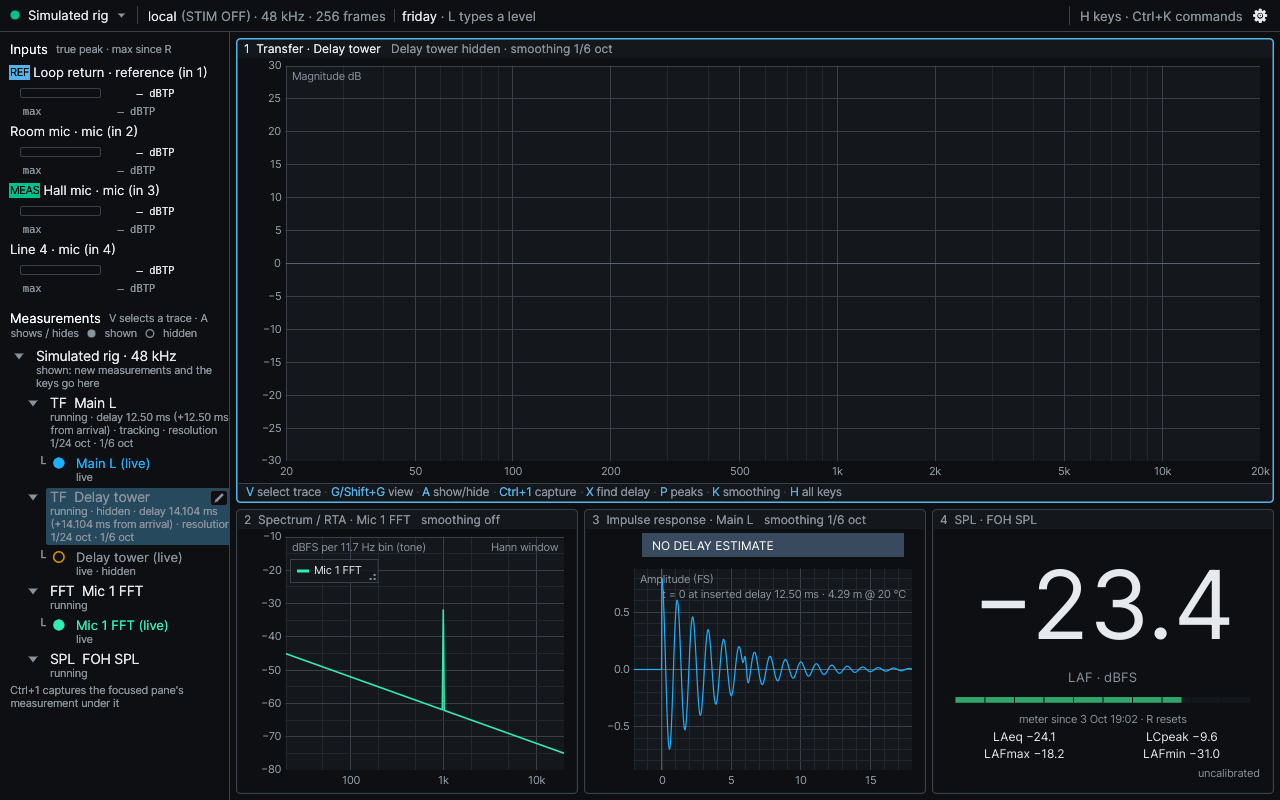 Simulated rig
local (STIM OFF) · 48 kHz · 256 frames
friday · L types a level
H keys · Ctrl+K commands
Inputs true peak · max since R
REF Loop return · reference (in 1)
– dBTP
max – dBTP
Room mic · mic (in 2)
– dBTP
max – dBTP
MEAS Hall mic · mic (in 3)
– dBTP
max – dBTP
Line 4 · mic (in 4)
– dBTP
max – dBTP
Measurements V selects a trace · A
shows / hides shown hidden
Simulated rig · 48 kHz
shown: new measurements and the
keys go here
TF Main L
running · delay 12.50 ms (+12.50 ms
from arrival) · tracking · resolution
1/24 oct · 1/6 oct
Main L (live)
live
TF Delay tower
running · hidden · delay 14.104 ms
(+14.104 ms from arrival) · resolution
1/24 oct · 1/6 oct
Delay tower (live)
live · hidden
FFT Mic 1 FFT
running
Mic 1 FFT (live)
live
SPL FOH SPL
running
Ctrl+1 captures the focused pane's
measurement under it
1 Transfer · Delay tower Delay tower hidden · smoothing 1/6 oct
Magnitude dB
30
25
20
15
10
5
0
−5
−10
−15
−20
−25
−30
20 50 100 200 500 1k 2k 5k 10k 20k
V select trace · G/Shift+G view · A show/hide · Ctrl+1 capture · X find delay · P peaks · K smoothing · H all keys
2 Spectrum / RTA · Mic 1 FFT smoothing off
dBFS per 11.7 Hz bin (tone) Hann window
Mic 1 FFT
−10
−20
−30
−40
−50
−60
−70
−80
100 1k 10k
3 Impulse response · Main L smoothing 1/6 oct
NO DELAY ESTIMATE
Amplitude (FS)
t = 0 at inserted delay 12.50 ms · 4.29 m @ 20 °C
0.5
0.0
−0.5
0 5 10 15
4 SPL · FOH SPL
−23.4
LAF · dBFS
meter since 3 Oct 19:02 · R resets
LAeq −24.1 LCpeak −9.6
LAFmax −18.2 LAFmin −31.0
uncalibrated